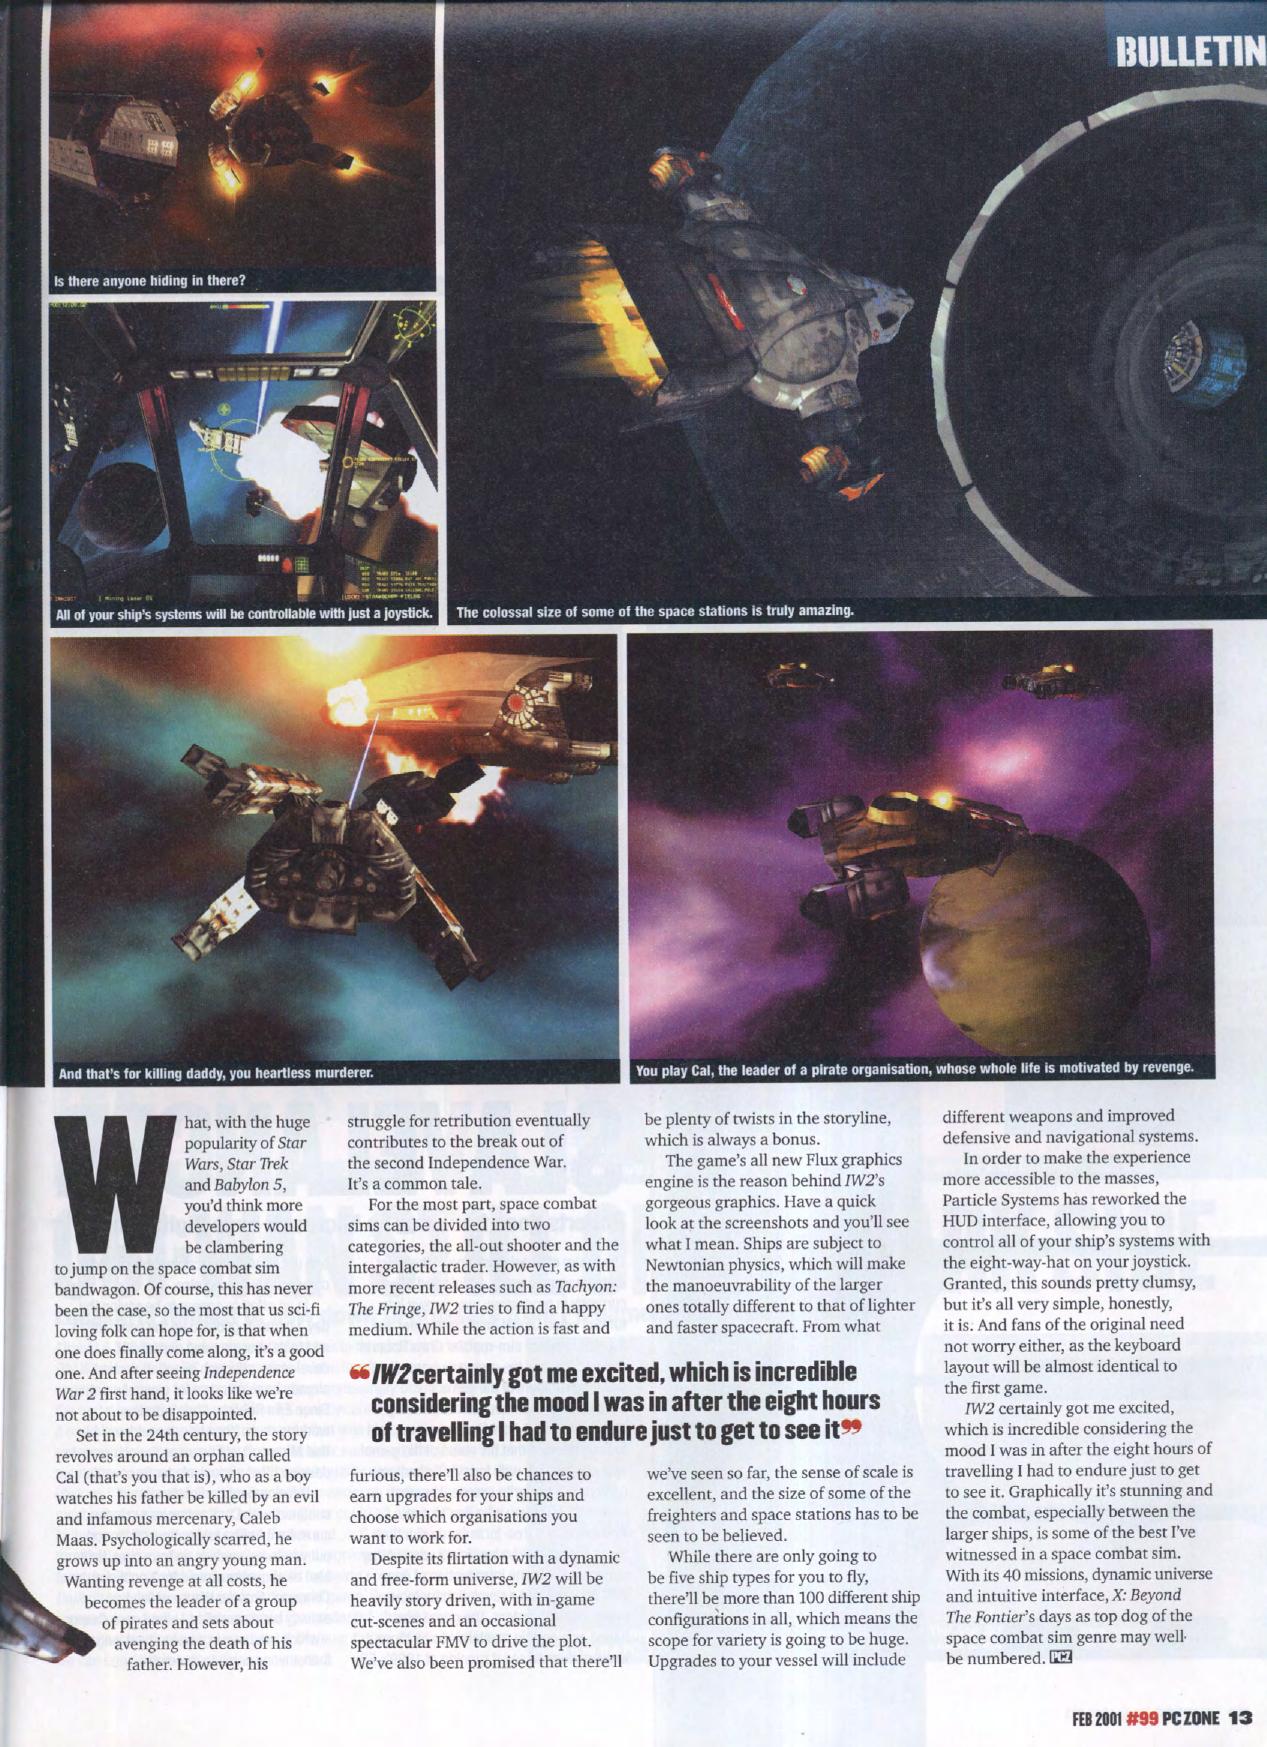 BULLETIN
Is there anyone hiding in there?
Mining Laser
All of your ship's systems will be controllable with just a joystick.
The colossal size of some of the space stations is truly amazing.
And that's for killing daddy, you heartless murderer.
You play Cal, the leader of a pirate organisation, whose whole life is motivated by revenge.
What, with the huge
popularity of Star
Wars, Star Trek
and Babylon 5,
you'd think more
developers would
be clambering
to jump on the space combat sim
bandwagon. Of course, this has never
been the case, so the most that us sci-fi
loving folk can hope for, is that when
one does finally come along, it's a good
one. And after seeing Independence
War 2 first hand, it looks like we're
not about to be disappointed.
Set in the 24th century, the story
revolves around an orphan called
Cal (that's you that is), who as a boy
watches his father be killed by an evil
and infamous mercenary, Caleb
Maas. Psychologically scarred, he
grows up into an angry young man.
Wanting revenge at all costs, he
becomes the leader of a group
of pirates and sets about
avenging the death of his
father. However, his
struggle for retribution eventually
contributes to the break out of
the second Independence War.
It's a common tale.
For the most part, space combat
sims can be divided into two
categories, the all-out shooter and the
intergalactic trader. However, as with
more recent releases such as Tachyon:
The Fringe, IW2 tries to find a happy
medium. While the action is fast and
furious, there'll also be chances to
earn upgrades for your ships and
choose which organisations you
want to work for.
Despite its flirtation with a dynamic
and free-form universe, IW2 will be
heavily story driven, with in-game
cut-scenes and an occasional
spectacular FMV to drive the plot.
We've also been promised that there'll
be plenty of twists in the storyline,
which is always a bonus.
The game's all new Flux graphics
engine is the reason behind IW2's
gorgeous graphics. Have a quick
look at the screenshots and you'll see
what I mean. Ships are subject to
Newtonian physics, which will make
the manoeuvrability of the larger
ones totally different to that of lighter
and faster spacecraft. From what
we've seen so far, the sense of scale is
excellent, and the size of some of the
freighters and space stations has to be
seen to be believed.
While there are only going to
be five ship types for you to fly,
there'll be more than 100 different ship
configurations in all, which means the
scope for variety is going to be huge.
Upgrades to your vessel will include
different weapons and improved
defensive and navigational systems.
In order to make the experience
more accessible to the masses,
Particle Systems has reworked the
HUD interface, allowing you to
control all of your ship's systems with
the eight-way-hat on your joystick.
Granted, this sounds pretty clumsy,
but it's all very simple, honestly,
it is. And fans of the original need
not worry either, as the keyboard
layout will be almost identical to
the first game.
IW2 certainly got me excited,
which is incredible considering the
mood I was in after the eight hours of
travelling I had to endure just to get
to see it. Graphically it's stunning and
the combat, especially between the
larger ships, is some of the best I've
witnessed in a space combat sim.
With its 40 missions, dynamic universe
and intuitive interface, X: Beyond
The Fontier's days as top dog of the
space combat sim genre may well
be numbered. PCZ
“IW2 certainly got me excited, which is incredible
considering the mood I was in after the eight hours
of travelling I had to endure just to get to see it”
FEB 2001 #99 PC ZONE 13